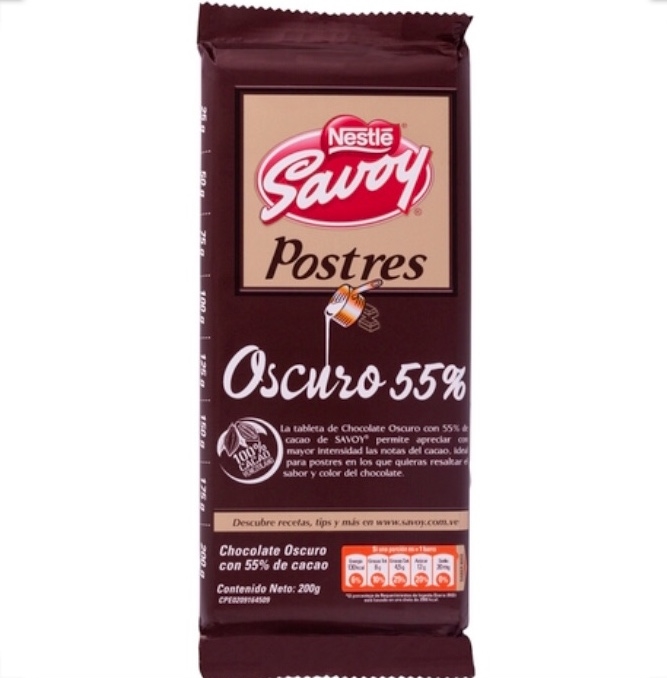 Nestlé
Savoy
Postres
Oscuro 55%
La tableta de Chocolate Oscuro con 55% de
cacao de SAVOY® permite apreciar con
mayor intensidad las notas del cacao, ideal
para postres en los que quieras resaltar el
sabor y color del chocolate.
100%
CACAO
VENEZOLANO
Descubre recetas, tips y más en www.savoy.com.ve
Chocolate Oscuro
con 55% de cacao
Contenido Neto: 200g
CPE0209164509
25 g
50 g
75 g
100 g
125 g
150 g
175 g
200 g